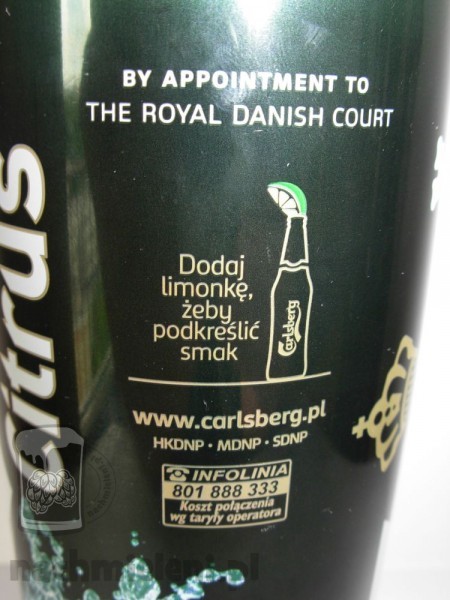 BY APPOINTMENT TO
THE ROYAL DANISH COURT
Citrus
Dodaj
limonkę,
żeby
podkreślić
smak
Carlsberg
www.carlsberg.pl
HKDNP • MDNP • SDNP
INFOLINIA
801 888 333
Koszt połączenia
wg taryfy operatora